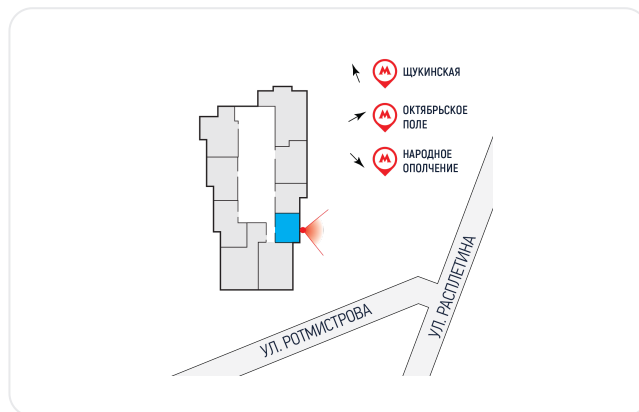 М ЩУКИНСКАЯ
М ОКТЯБРЬСКОЕ
ПОЛЕ
М НАРОДНОЕ
ОПОЛЧЕНИЕ
УЛ. РОТМИСТРОВА
УЛ. РАСПЛЕТИНА